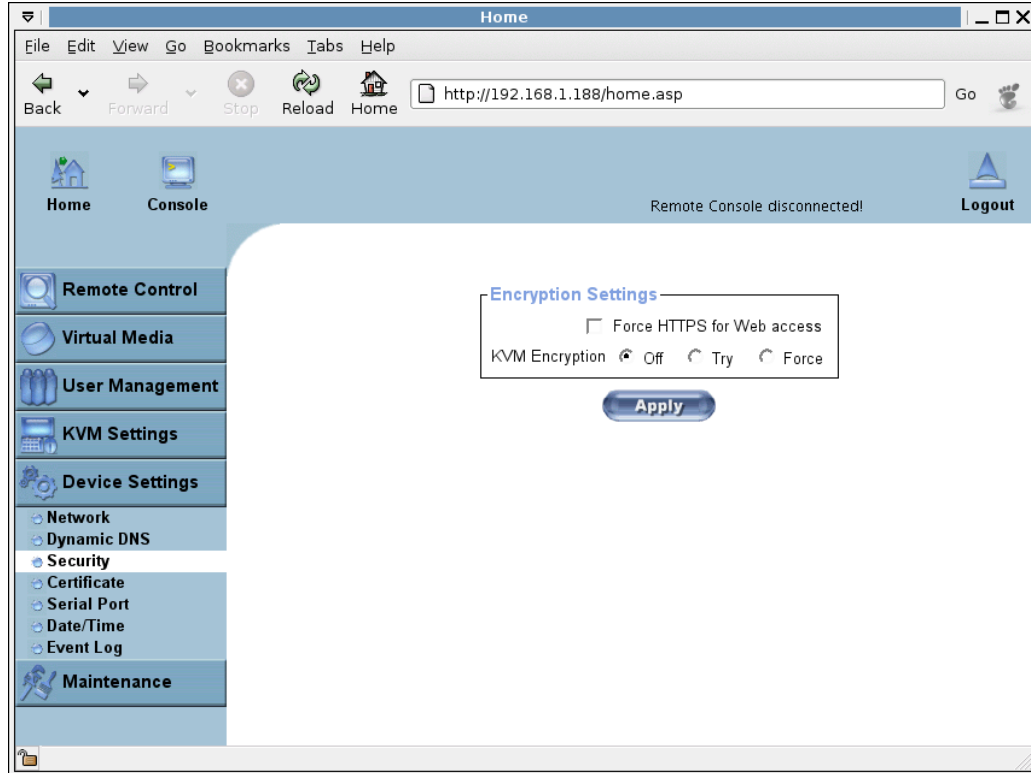 Home
File Edit View Go Bookmarks Tabs Help
Back Forward Stop Reload Home http://192.168.1.188/home.asp Go
Home Console Remote Console disconnected! Logout
Remote Control
Virtual Media
User Management
KVM Settings
Device Settings
Network
Dynamic DNS
Security
Certificate
Serial Port
Date/Time
Event Log
Maintenance
Encryption Settings
Force HTTPS for Web access
KVM Encryption Off Try Force
Apply